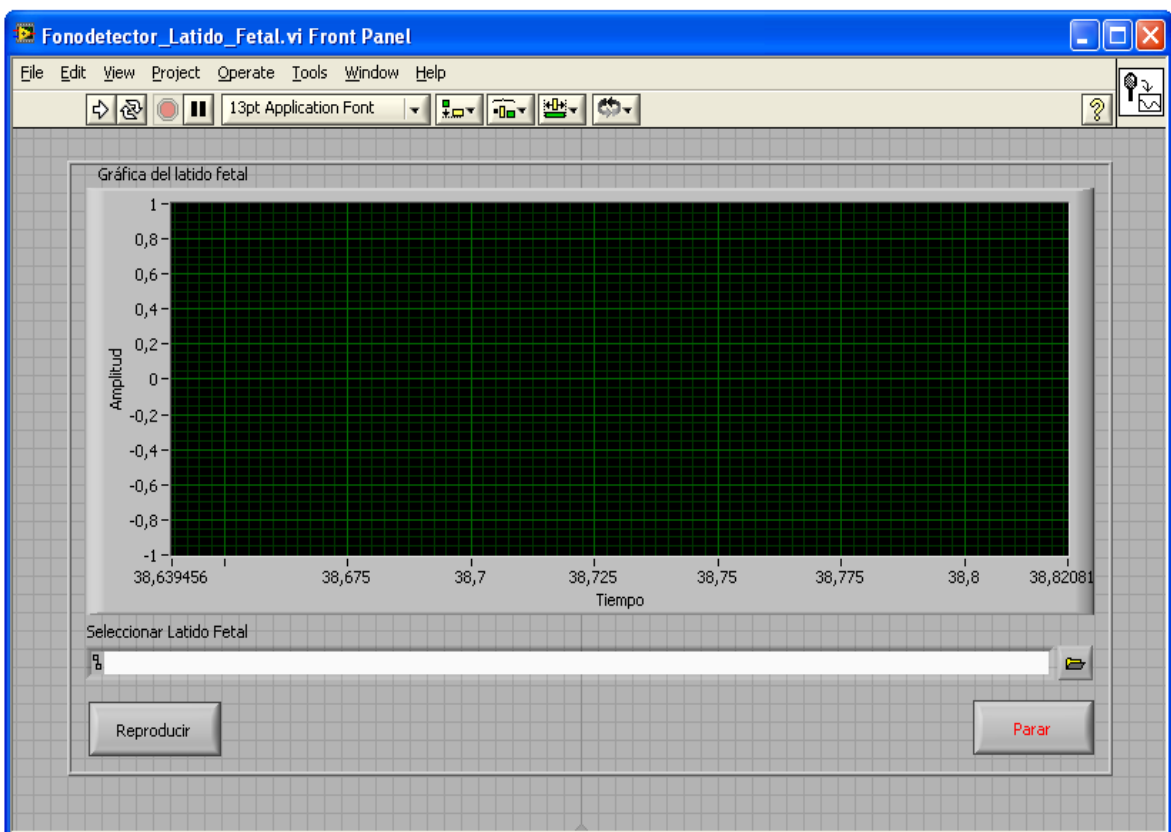 Fonodetector_Latido_Fetal.vi Front Panel
File Edit View Project Operate Tools Window Help
13pt Application Font
?
Gráfica del latido fetal
1
0,8
0,6
0,4
0,2
0
-0,2
-0,4
-0,6
-0,8
-1
Amplitud
38,639456 38,675 38,7 38,725 38,75 38,775 38,8 38,82081
Tiempo
Seleccionar Latido Fetal
Reproducir Parar